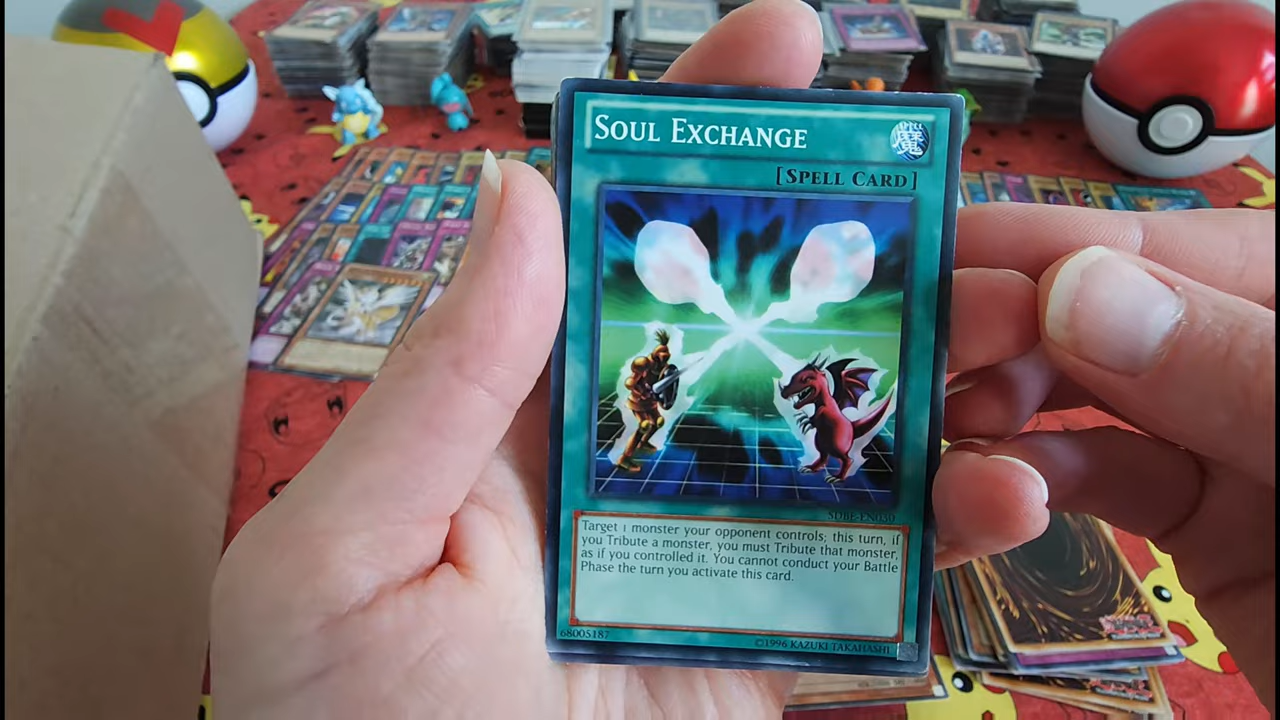 SOUL EXCHANGE
魔
[SPELL CARD]
SDBE-EN030
Target 1 monster your opponent controls; this turn, if
you Tribute a monster, you must Tribute that monster,
as if you controlled it. You cannot conduct your Battle
Phase the turn you activate this card.
68005187
©1996 KAZUKI TAKAHASHI